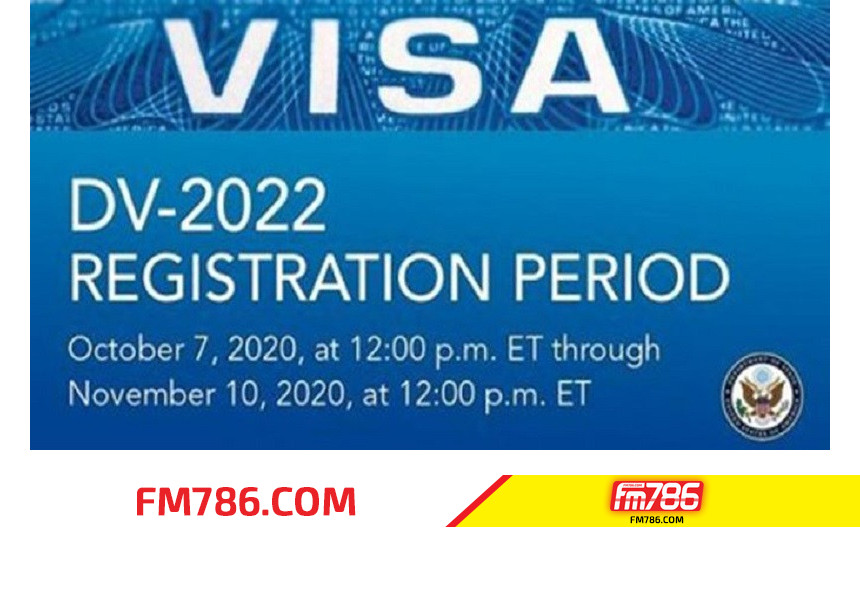 VISA
DV-2022
REGISTRATION PERIOD
October 7, 2020, at 12:00 p.m. ET through
November 10, 2020, at 12:00 p.m. ET
FM786.COM
fm786
FM786.COM